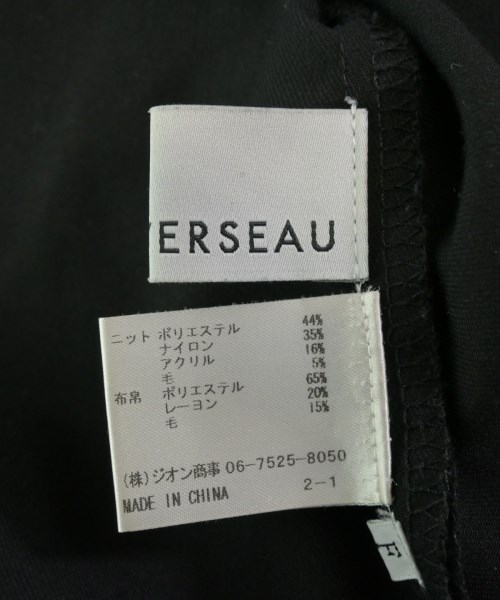 VERSEAU
ニット ポリエステル 44%
ナイロン 35%
アクリル 16%
毛 5%
布帛 ポリエステル 65%
レーヨン 20%
毛 15%
(株)ジオン商事 06-7525-8050
MADE IN CHINA 2-1
F